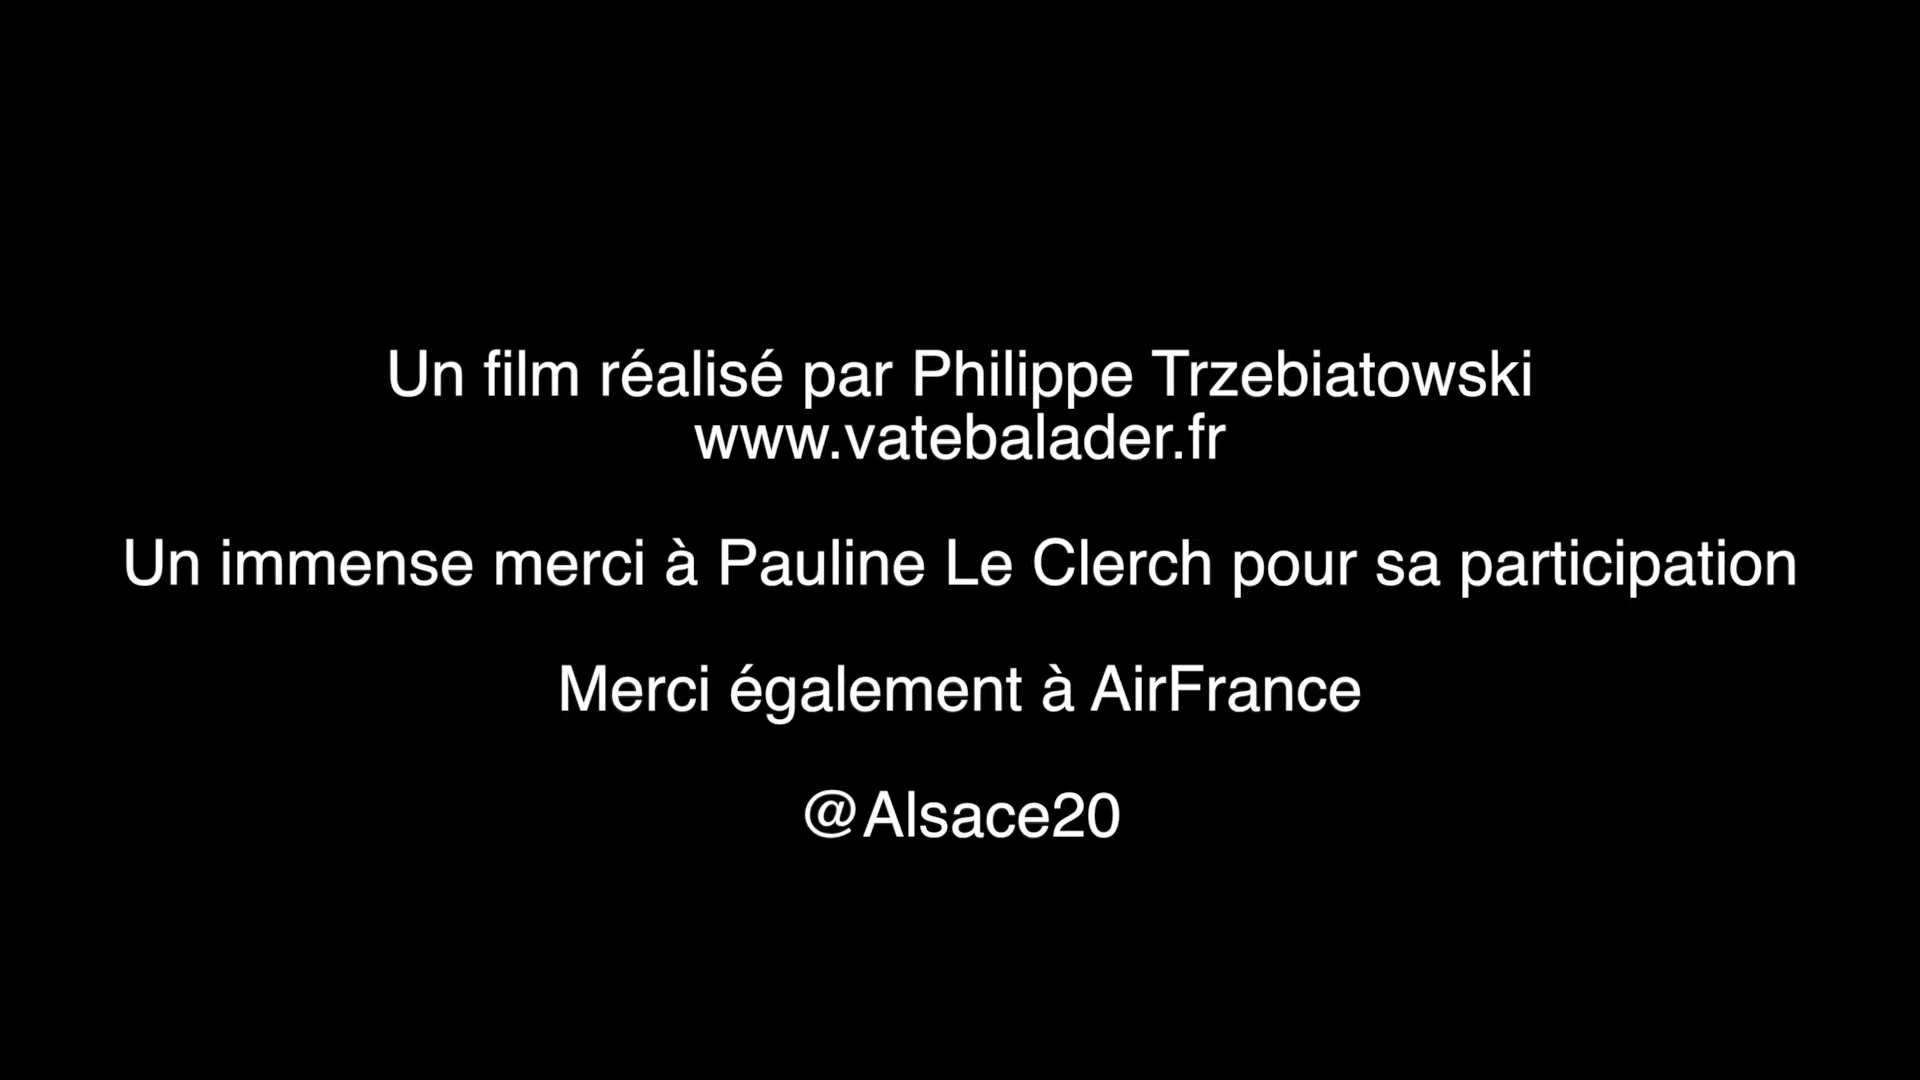 Un film réalisé par Philippe Trzebiatowski
www.vatebalader.fr
Un immense merci à Pauline Le Clerch pour sa participation
Merci également à AirFrance
@Alsace20